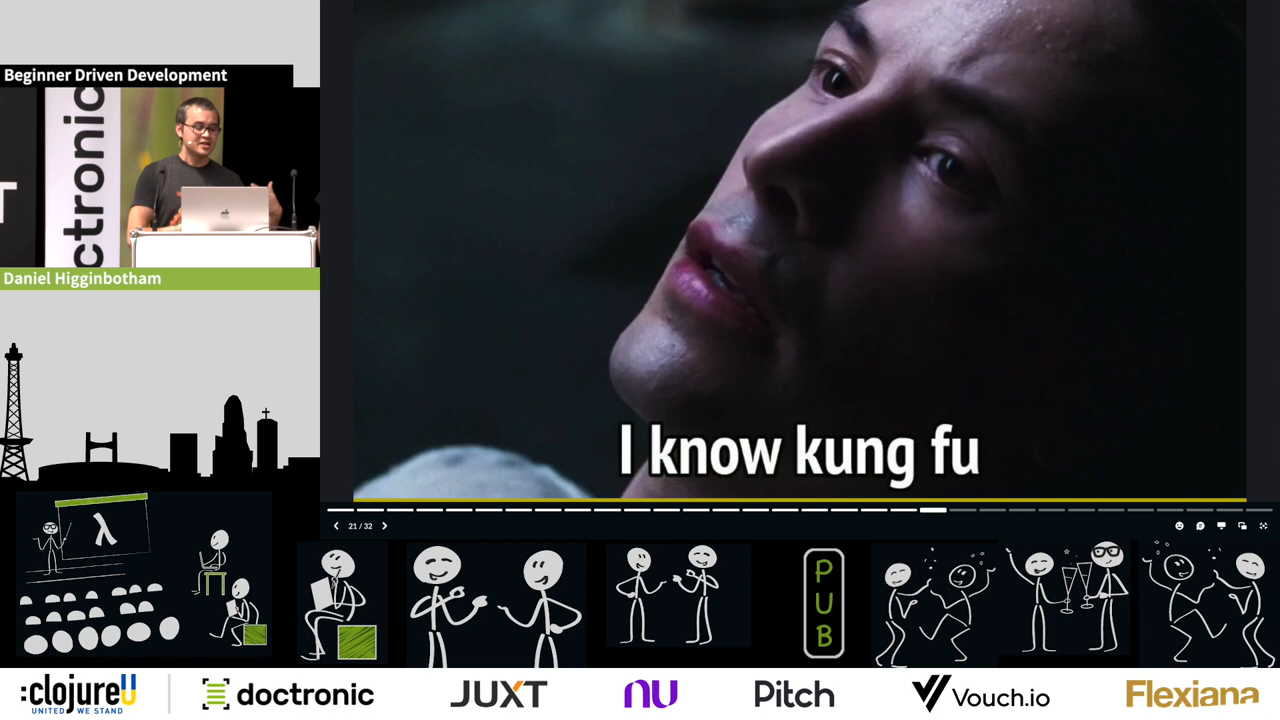 Beginner Driven Development
ctronic
T
Daniel Higginbotham
I know kung fu
21 / 32
λ
PUB
:clojureU
UNITED WE STAND
doctronic
JUXT
nu
Pitch
Vouch.io
Flexiana